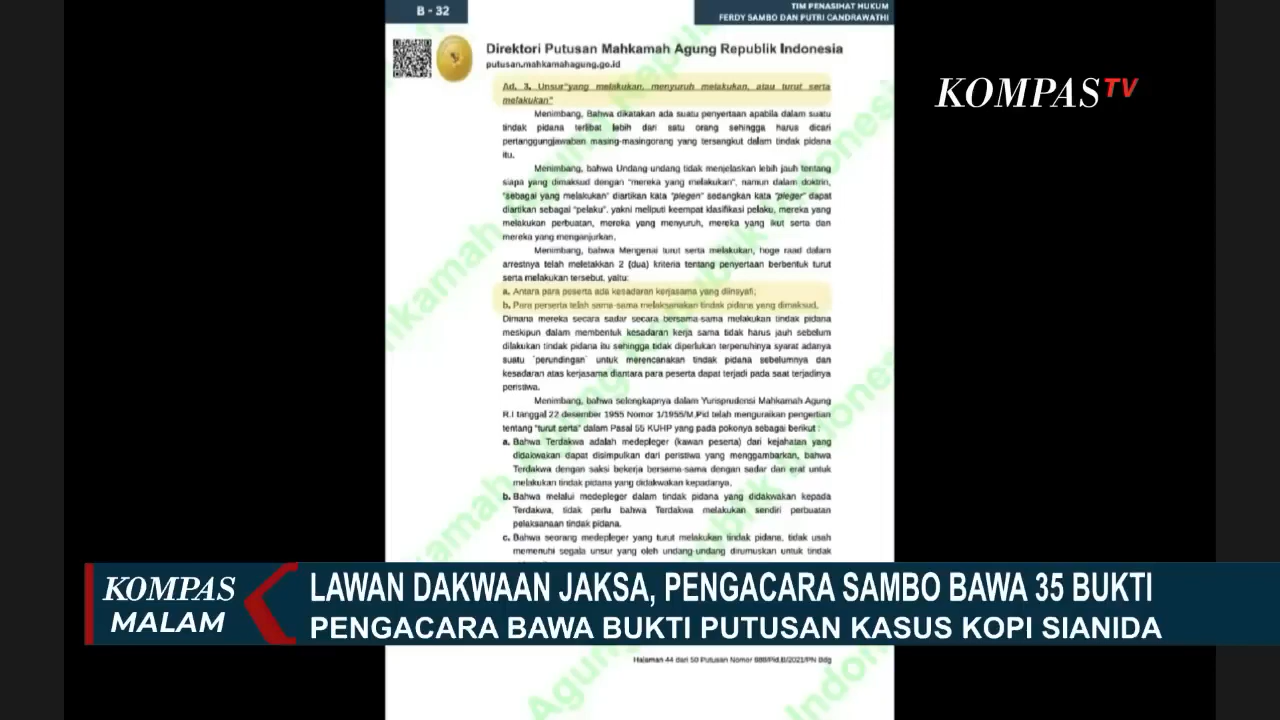 B - 32
TIM PENASIHAT HUKUM
FERDY SAMBO DAN PUTRI CANDRAWATHI
Direktori Putusan Mahkamah Agung Republik Indonesia
putusan.mahkamahagung.go.id
KOMPAS TV
Ad. 3. Unsur"yang melakukan, menyuruh melakukan, atau turut serta
melakukan"
Menimbang, Bahwa dikatakan ada suatu penyertaan apabila dalam suatu
tindak pidana terlibat lebih dari satu orang sehingga harus dicari
pertanggungjawaban masing-masingorang yang tersangkut dalam tindak pidana
itu.
Menimbang, bahwa Undang-undang tidak menjelaskan lebih jauh tentang
siapa yang dimaksud dengan "mereka yang melakukan", namun dalam doktrin,
"sebagai yang melakukan" diartikan kata "plegen" sedangkan kata "pleger" dapat
diartikan sebagai "pelaku", yakni meliputi keempat klasifikasi pelaku, mereka yang
melakukan perbuatan, mereka yang menyuruh, mereka yang ikut serta dan
mereka yang menganjurkan.
Menimbang, bahwa Mengenai turut serta melakukan, hoge raad dalam
arrestnya telah meletakkan 2 (dua) kriteria tentang penyertaan berbentuk turut
serta melakukan tersebut, yaitu:
a. Antara para peserta ada kesadaran kerjasama yang diinsyafi;
b. Para perserta telah sama-sama melaksanakan tindak pidana yang dimaksud.
Dimana mereka secara sadar secara bersama-sama melakukan tindak pidana
meskipun dalam membentuk kesadaran kerja sama tidak harus jauh sebelum
dilakukan tindak pidana itu sehingga tidak diperlukan terpenuhinya syarat adanya
suatu `perundingan` untuk merencanakan tindak pidana sebelumnya dan
kesadaran atas kerjasama diantara para peserta dapat terjadi pada saat terjadinya
peristiwa.
Menimbang, bahwa selengkapnya dalam Yurisprudensi Mahkamah Agung
R.I tanggal 22 desember 1955 Nomor 1/1955/M.Pid telah menguraikan pengertian
tentang "turut serta" dalam Pasal 55 KUHP yang pada pokonya sebagai berikut :
a. Bahwa Terdakwa adalah medepleger (kawan peserta) dari kejahatan yang
didakwakan dapat disimpulkan dari peristiwa yang menggambarkan, bahwa
Terdakwa dengan saksi bekerja bersama-sama dengan sadar dan erat untuk
melakukan tindak pidana yang didakwakan kepadanya.
b. Bahwa melalui medepleger dalam tindak pidana yang didakwakan kepada
Terdakwa, tidak perlu bahwa Terdakwa melakukan sendiri perbuatan
pelaksanaan tindak pidana.
c. Bahwa seorang medepleger yang turut melakukan tindak pidana, tidak usah
memenuhi segala unsur yang oleh undang-undang dirumuskan untuk tindak
KOMPAS MALAM
LAWAN DAKWAAN JAKSA, PENGACARA SAMBO BAWA 35 BUKTI
PENGACARA BAWA BUKTI PUTUSAN KASUS KOPI SIANIDA
Halaman 44 dari 50 Putusan Nomor